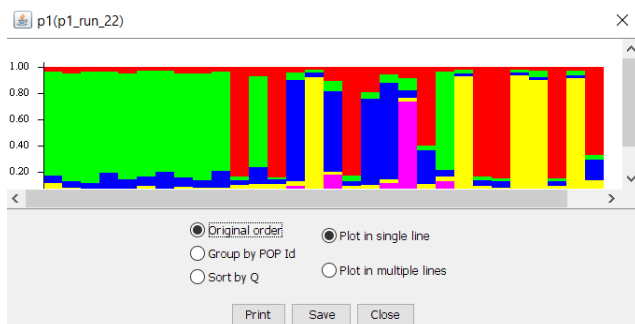 p1(p1_run_22)
1.00
0.80
0.60
0.40
0.20
Original order
Group by POP Id
Sort by Q
Plot in single line
Plot in multiple lines
Print Save Close